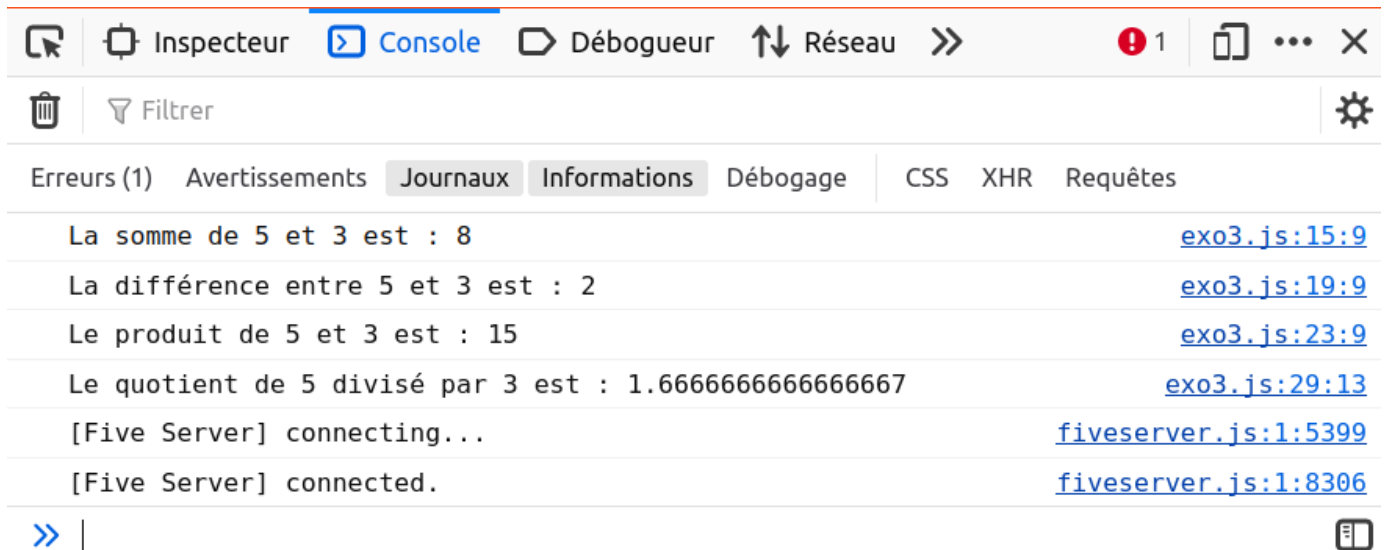 Inspecteur Console Débogueur Réseau 1
Filtrer
Erreurs (1) Avertissements Journaux Informations Débogage CSS XHR Requêtes
La somme de 5 et 3 est : 8 exo3.js:15:9
La différence entre 5 et 3 est : 2 exo3.js:19:9
Le produit de 5 et 3 est : 15 exo3.js:23:9
Le quotient de 5 divisé par 3 est : 1.6666666666666667 exo3.js:29:13
[Five Server] connecting... fiveserver.js:1:5399
[Five Server] connected. fiveserver.js:1:8306